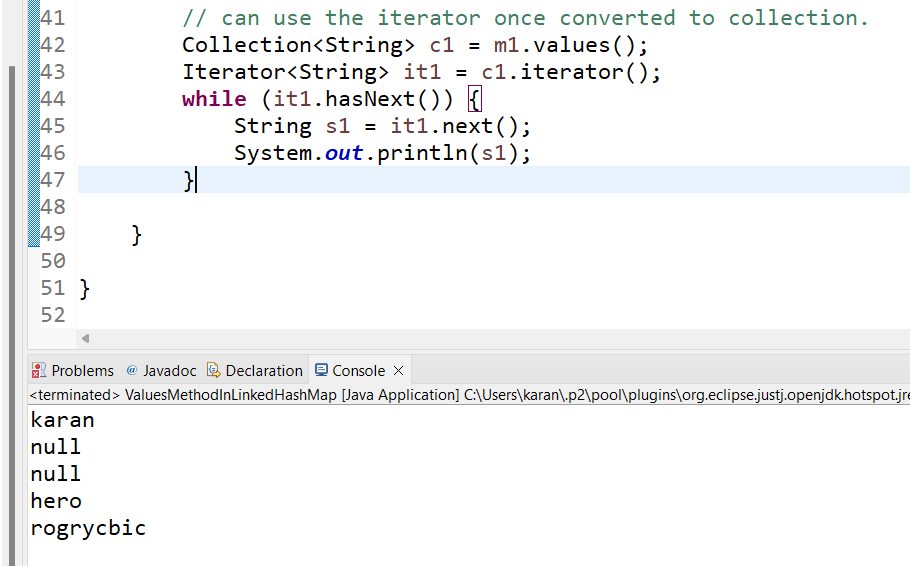 41 // can use the iterator once converted to collection.
42 Collection<String> c1 = m1.values();
43 Iterator<String> it1 = c1.iterator();
44 while (it1.hasNext()) {
45 String s1 = it1.next();
46 System.out.println(s1);
47 }
48
49 }
50
51 }
52
Problems @ Javadoc Declaration Console
<terminated> ValuesMethodInLinkedHashMap [Java Application] C:\Users\karan\.p2\pool\plugins\org.eclipse.justj.openjdk.hotspot.jre
karan
null
null
hero
rogrycbic